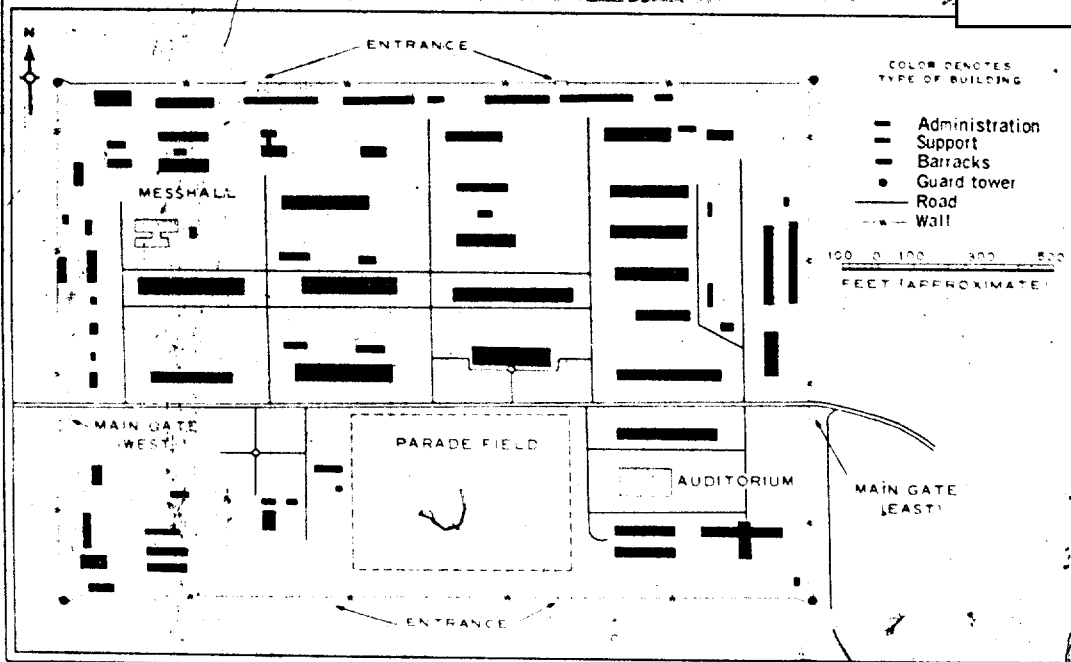 N
ENTRANCE
COLOR DENOTES
TYPE OF BUILDING
Administration
Support
Barracks
Guard tower
Road
Wall
MESSHALL
100 0 100 300 500
FEET (APPROXIMATE)
MAIN GATE
(WEST)
PARADE FIELD
AUDITORIUM
MAIN GATE
(EAST)
ENTRANCE